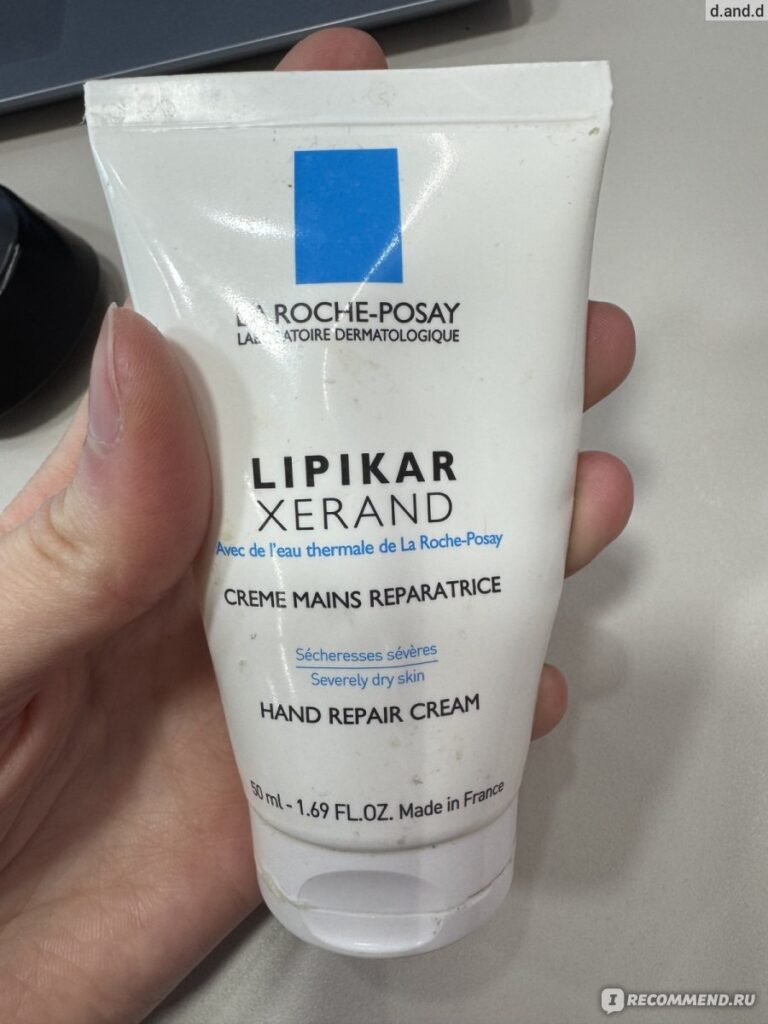 d.and.d
LA ROCHE-POSAY
LABORATOIRE DERMATOLOGIQUE
LIPIKAR
XERAND
Avec de l'eau thermale de La Roche-Posay
CREME MAINS REPARATRICE
Sécheresses sévères
Severely dry skin
HAND REPAIR CREAM
50 ml - 1.69 FL.OZ. Made in France
IRECOMMEND.RU